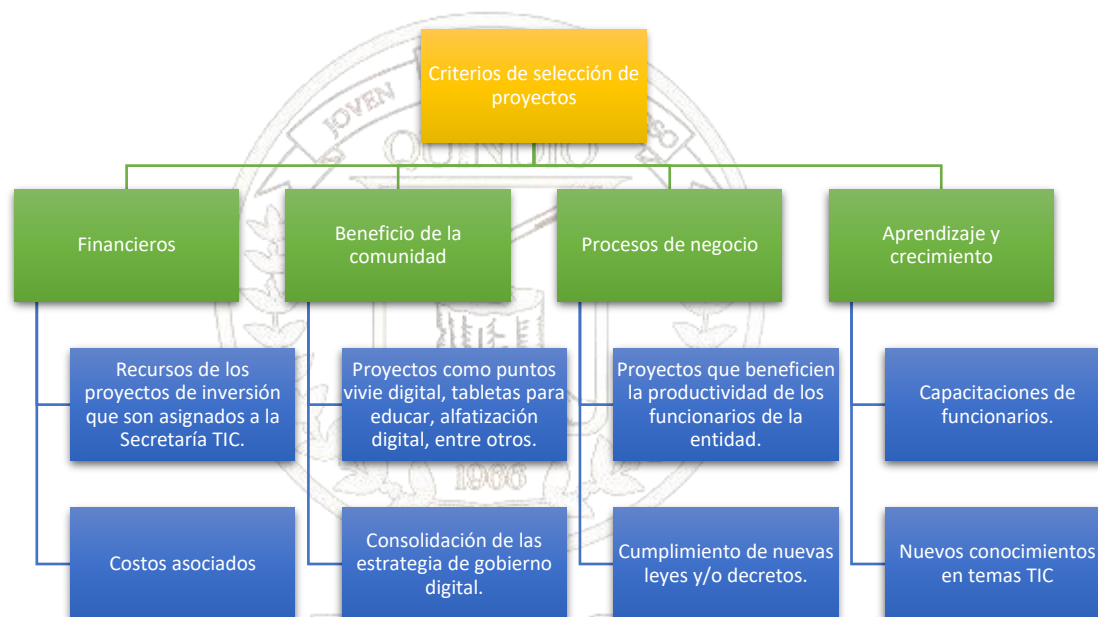 Criterios de selección de
proyectos
JOVEN
QUINDIO
Financieros
Beneficio de la
comunidad
Procesos de negocio
Aprendizaje y
crecimiento
Recursos de los
proyectos de inversión
que son asignados a la
Secretaría TIC.
Proyectos como puntos
vivie digital, tabletas para
educar, alfatización
digital, entre otros.
Proyectos que beneficien
la productividad de los
funcionarios de la
entidad.
Capacitaciones de
funcionarios.
1966
Costos asociados
Consolidación de las
estrategia de gobierno
digital.
Cumplimiento de nuevas
leyes y/o decretos.
Nuevos conocimientos
en temas TIC